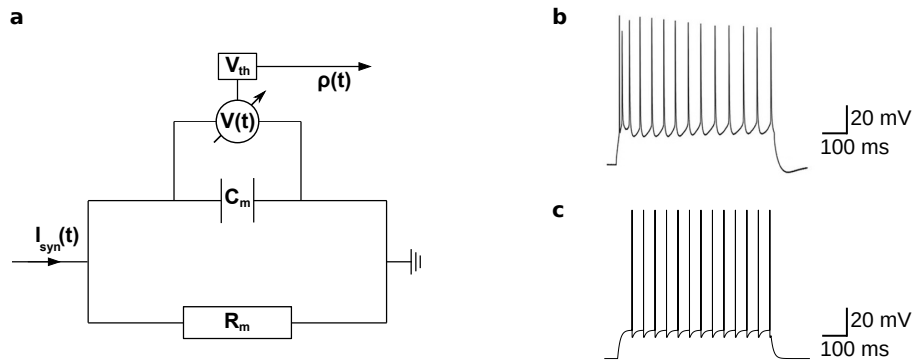 a
V_th
ρ(t)
V(t)
C_m
I_syn(t)
R_m
b
20 mV
100 ms
c
20 mV
100 ms